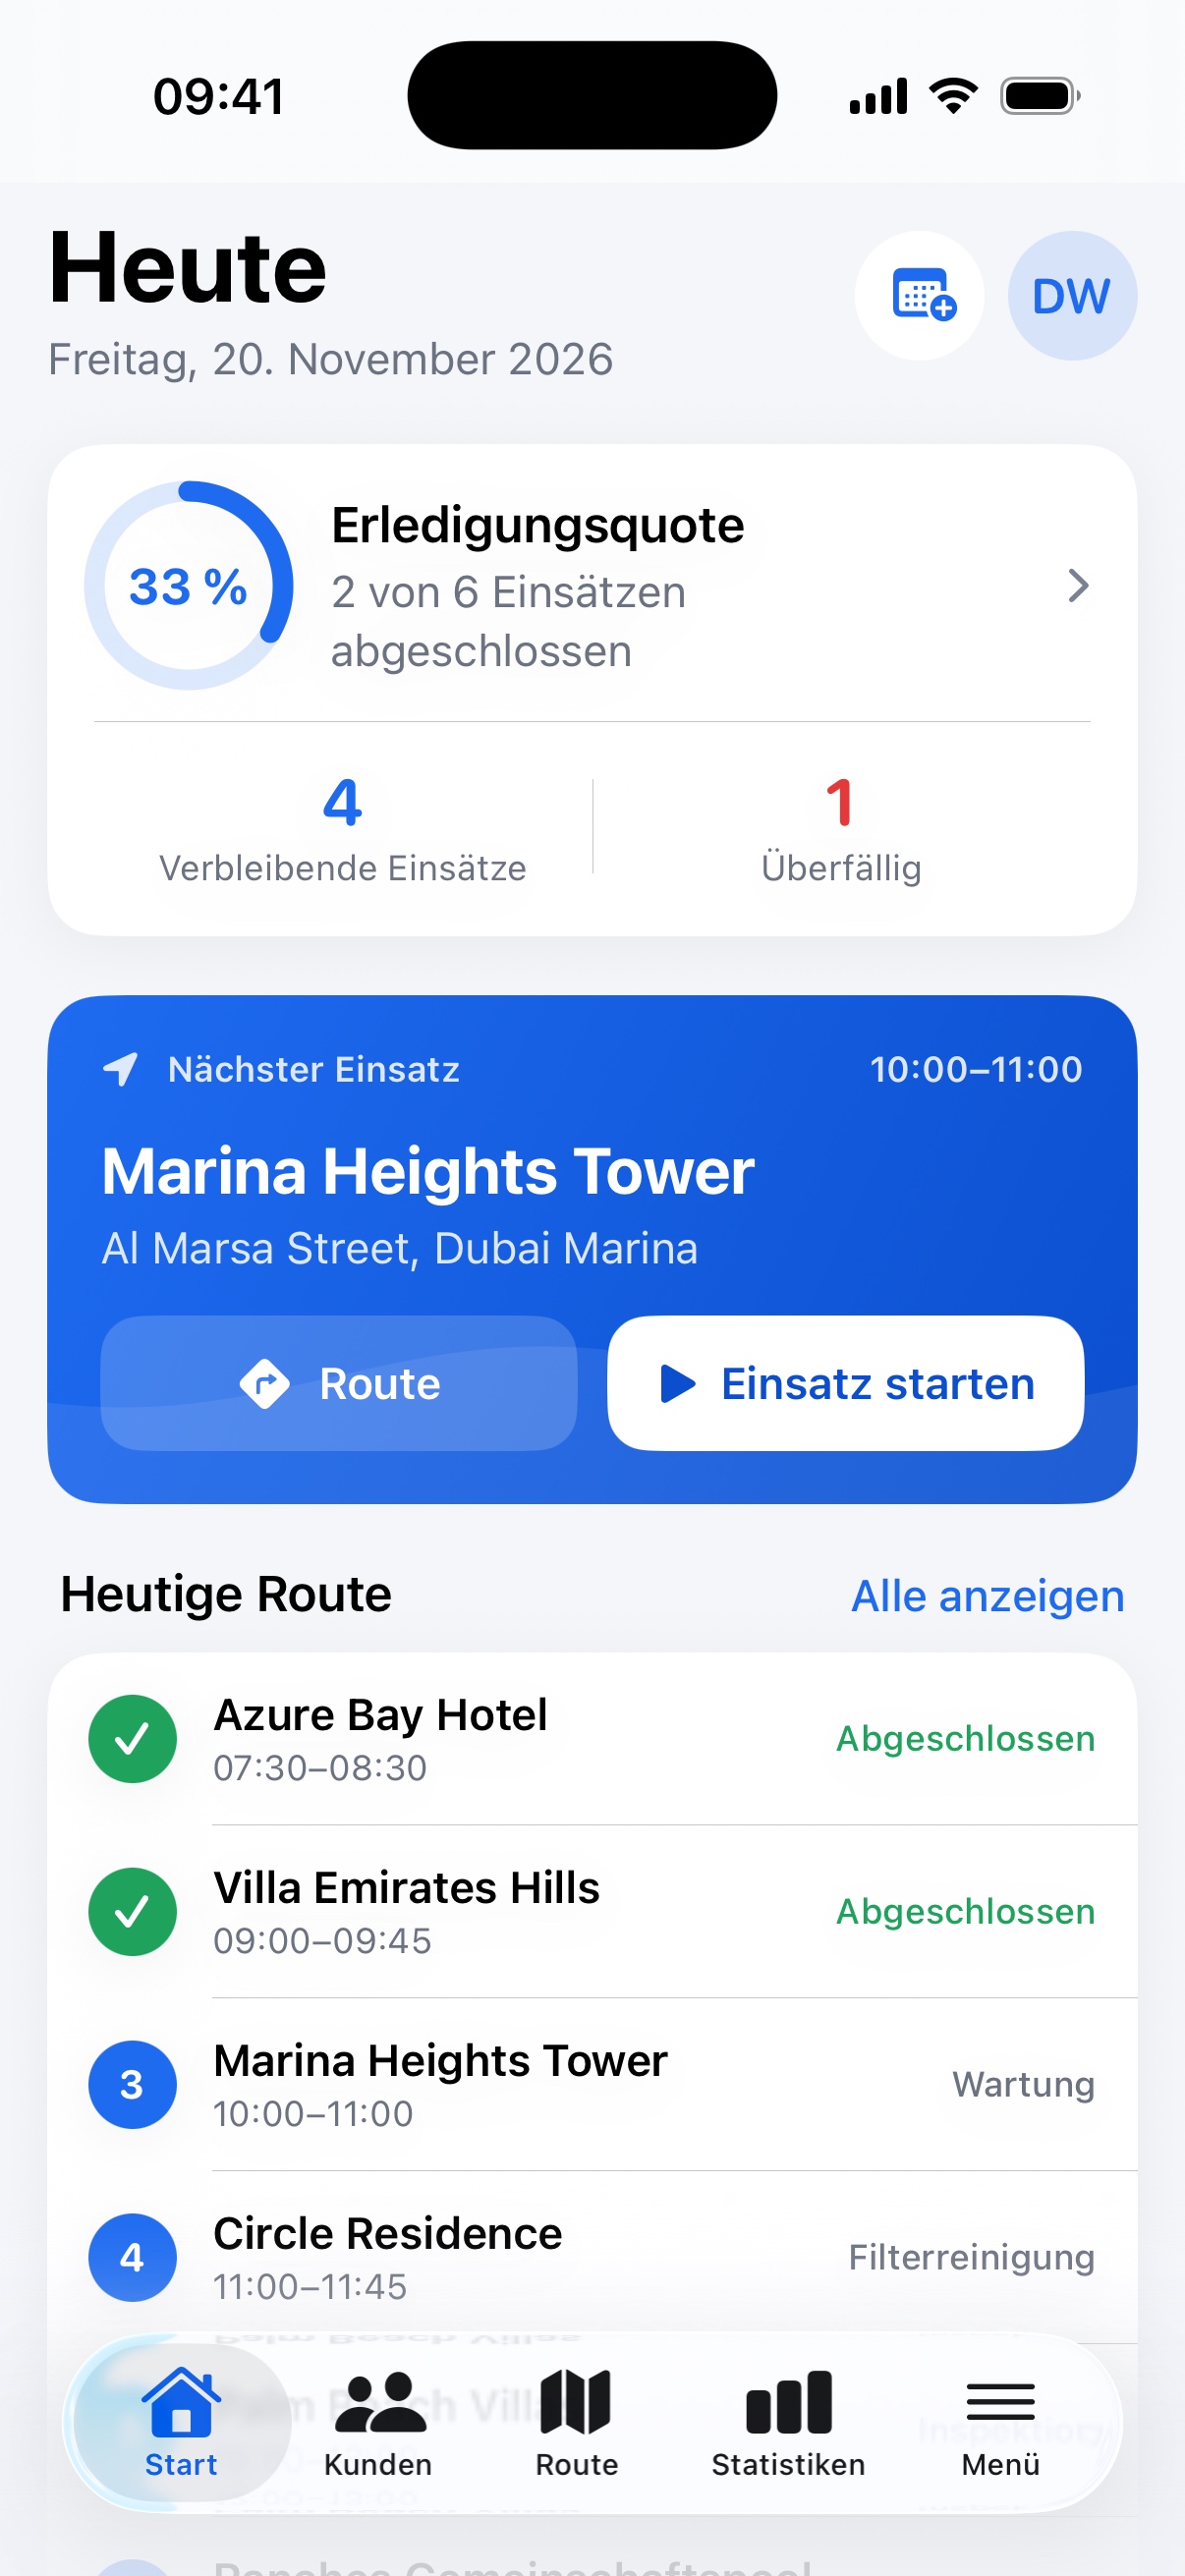 09:41
Heute
Freitag, 20. November 2026
DW
33 %
Erledigungsquote
2 von 6 Einsätzen
abgeschlossen
4
Verbleibende Einsätze
1
Überfällig
Nächster Einsatz
10:00–11:00
Marina Heights Tower
Al Marsa Street, Dubai Marina
Route
Einsatz starten
Heutige Route
Alle anzeigen
Azure Bay Hotel
07:30–08:30
Abgeschlossen
Villa Emirates Hills
09:00–09:45
Abgeschlossen
3
Marina Heights Tower
10:00–11:00
Wartung
4
Circle Residence
11:00–11:45
Filterreinigung
Palm Beach Villas
Inspektion
Start
Kunden
Route
Statistiken
Menü